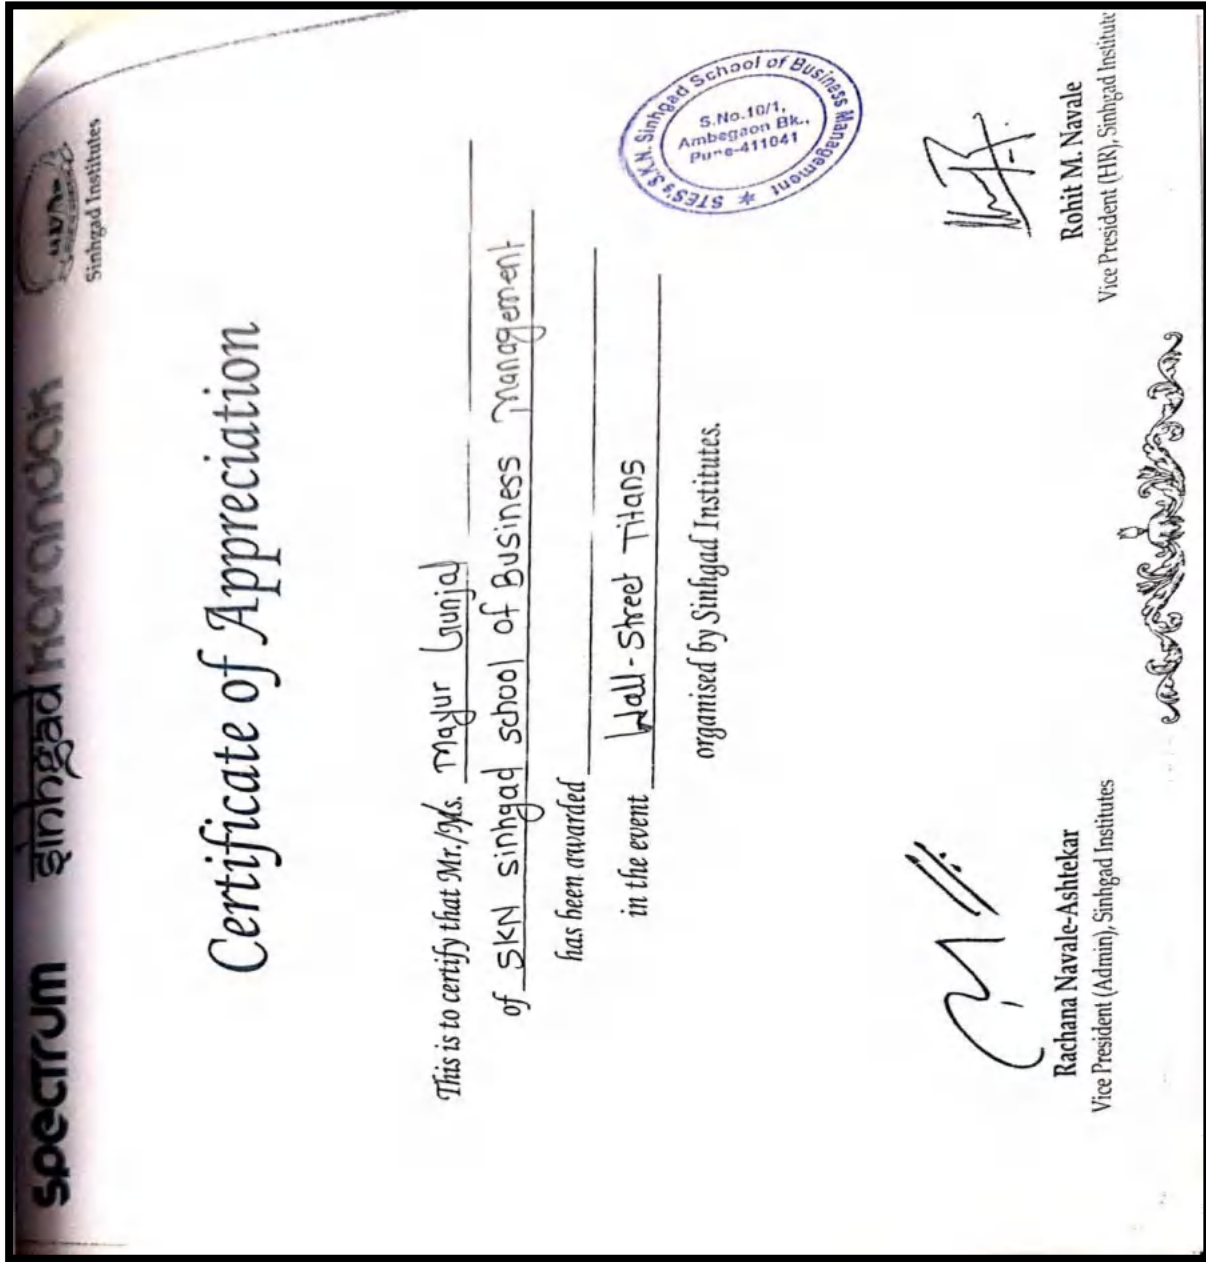 spectrum sinhgad karandak
Sinhgad Institutes
Certificate of Appreciation
This is to certify that Mr./Ms. Mayur Gunjal
of SKN sinhgad school of Business Management
has been awarded
in the event Wall-Street Titans
organised by Sinhgad Institutes.
STES's S.K.N. Sinhgad School of Business Management *
S.No.10/1,
Ambegaon Bk.,
Pune-411041
Rachana Navale-Ashtekar
Vice President (Admin), Sinhgad Institutes
Rohit M. Navale
Vice President (HR), Sinhgad Institute